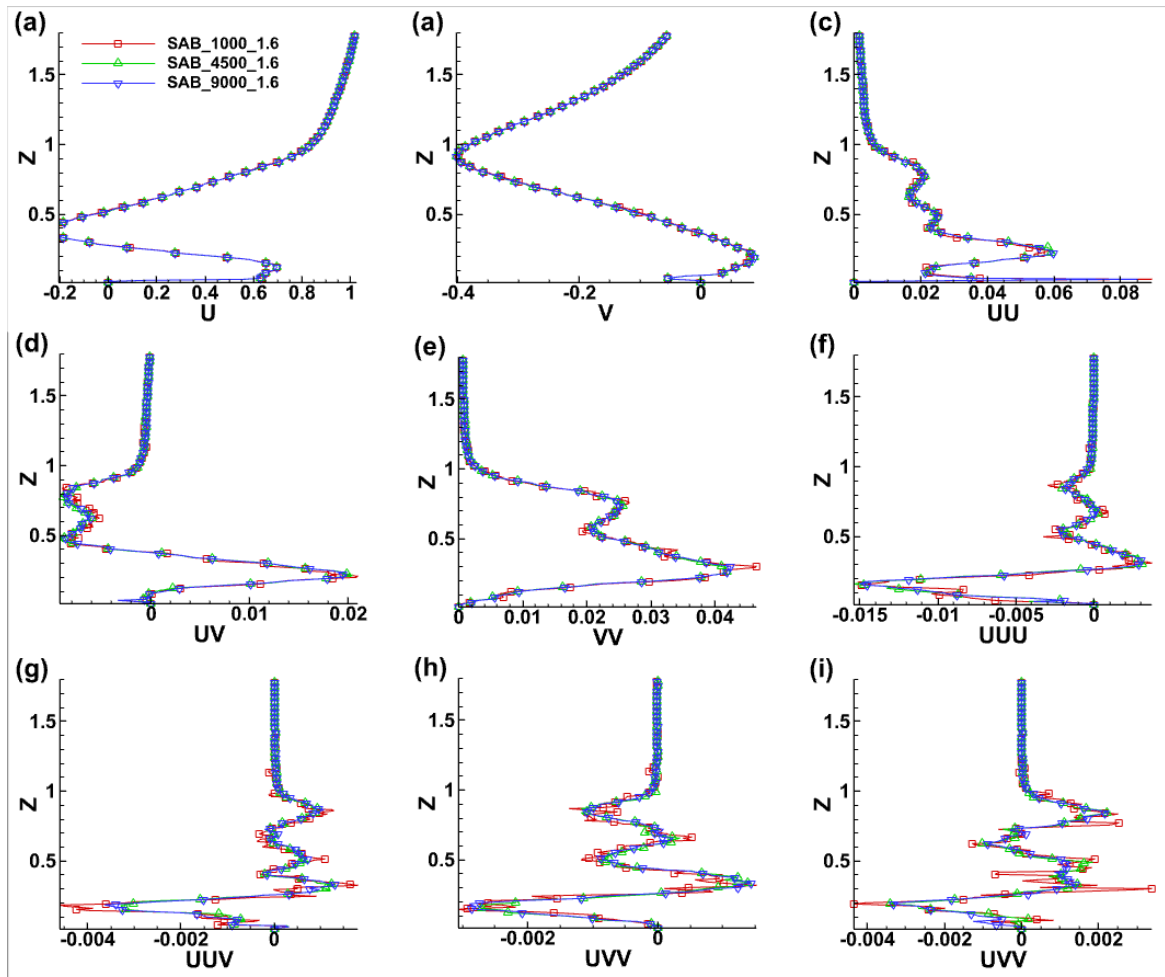 (a)
SAB_1000_1.6
SAB_4500_1.6
SAB_9000_1.6
Z
1.5
1
0.5
-0.2 0 0.2 0.4 0.6 0.8 1
U
(a)
Z
1.5
1
0.5
-0.4 -0.2 0
V
(c)
Z
1.5
1
0.5
0 0.02 0.04 0.06 0.08
UU
(d)
Z
1.5
1
0.5
0 0.01 0.02
UV
(e)
Z
1.5
1
0.5
0 0.01 0.02 0.03 0.04
VV
(f)
Z
1.5
1
0.5
-0.015 -0.01 -0.005 0
UUU
(g)
Z
1.5
1
0.5
-0.004 -0.002 0
UUV
(h)
Z
1.5
1
0.5
-0.002 0
UVV
(i)
Z
1.5
1
0.5
-0.004 -0.002 0 0.002
UVV